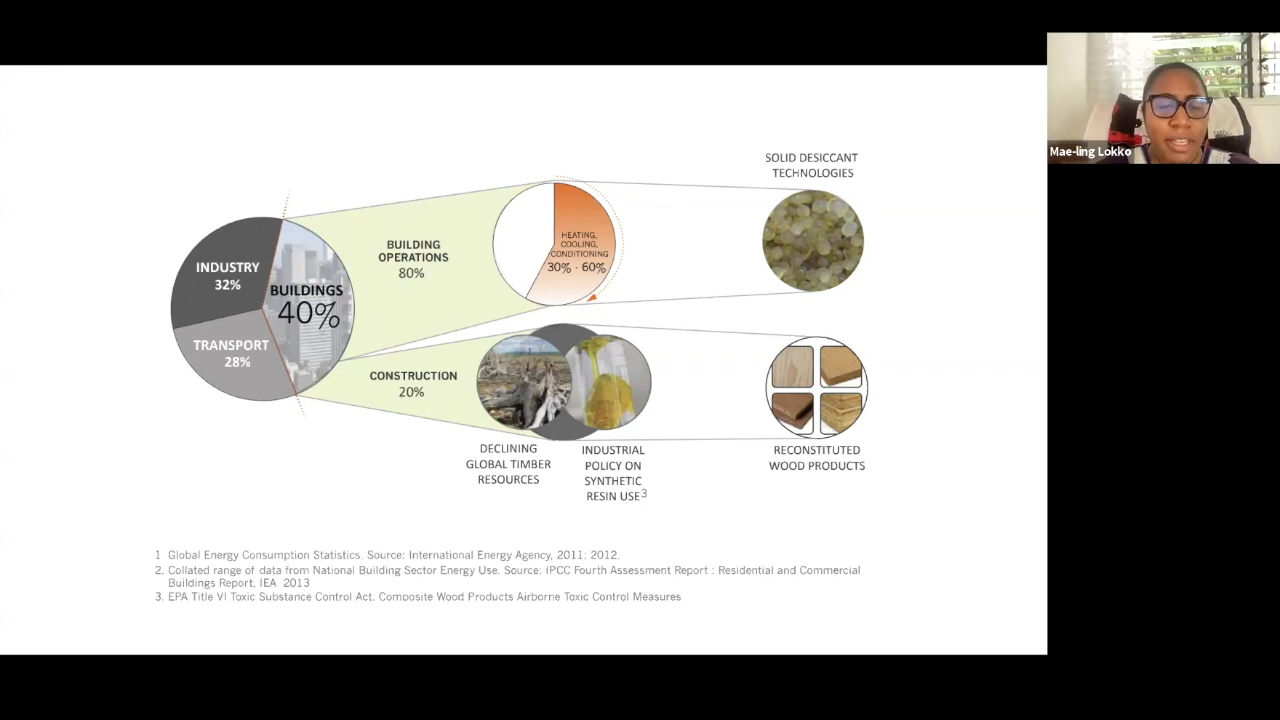 Mae-ling Lokko
SOLID DESICCANT
TECHNOLOGIES
INDUSTRY
32%
BUILDINGS
40%
TRANSPORT
28%
BUILDING
OPERATIONS
80%
HEATING,
COOLING,
CONDITIONING
30% - 60%
CONSTRUCTION
20%
DECLINING
GLOBAL TIMBER
RESOURCES
INDUSTRIAL
POLICY ON
SYNTHETIC
RESIN USE3
RECONSTITUTED
WOOD PRODUCTS
1 Global Energy Consumption Statistics. Source: International Energy Agency, 2011; 2012.
2. Collated range of data from National Building Sector Energy Use. Source: IPCC Fourth Assessment Report : Residential and Commercial
Buildings Report, IEA 2013
3. EPA Title VI Toxic Substance Control Act. Composite Wood Products Airborne Toxic Control Measures